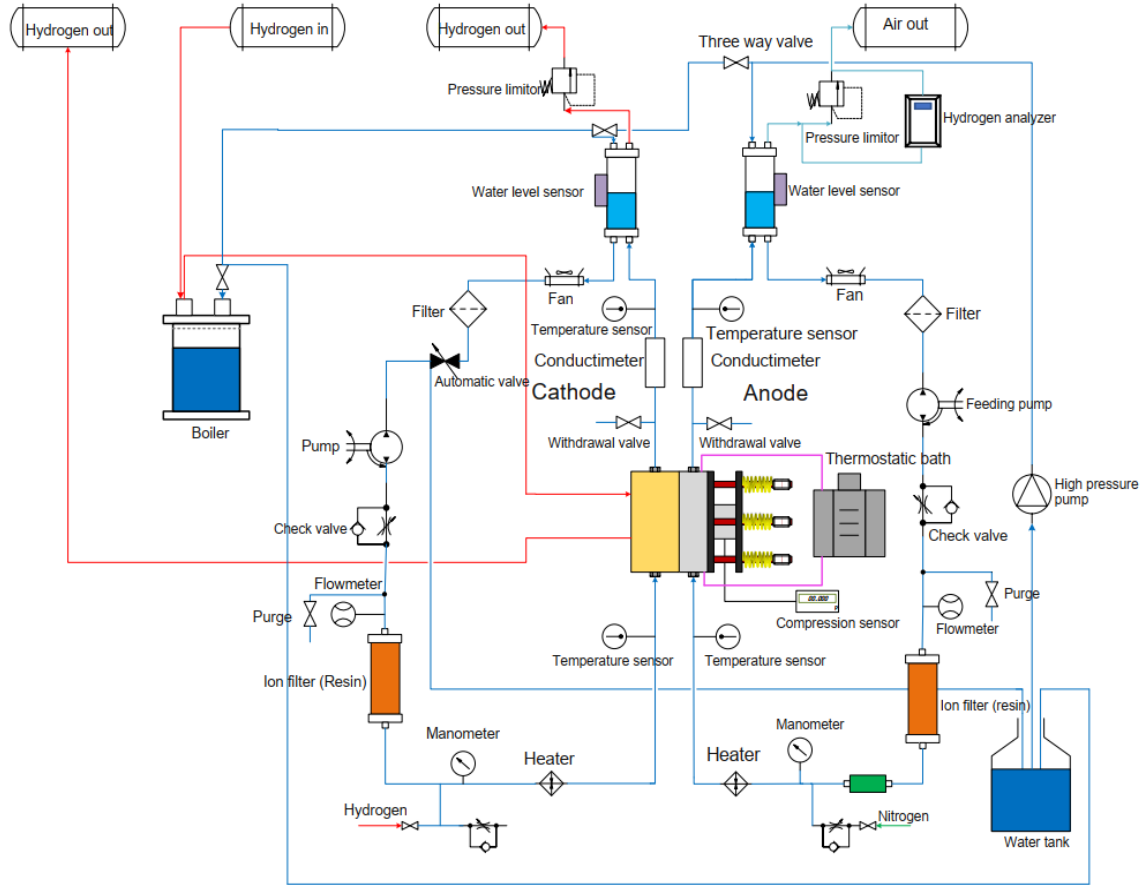 Hydrogen out
Hydrogen in
Hydrogen out
Air out
Three way valve
Pressure limitor
Pressure limitor
Hydrogen analyzer
Water level sensor
Water level sensor
Fan
Fan
Filter
Filter
Temperature sensor
Temperature sensor
Conductimeter
Conductimeter
Automatic valve
Cathode
Anode
Boiler
Pump
Feeding pump
Withdrawal valve
Withdrawal valve
Thermostatic bath
High pressure
pump
Check valve
Check valve
Flowmeter
Purge
Compression sensor
Purge
Flowmeter
Temperature sensor
Temperature sensor
Ion filter (Resin)
Ion filter (resin)
Manometer
Manometer
Heater
Heater
Hydrogen
Nitrogen
Water tank